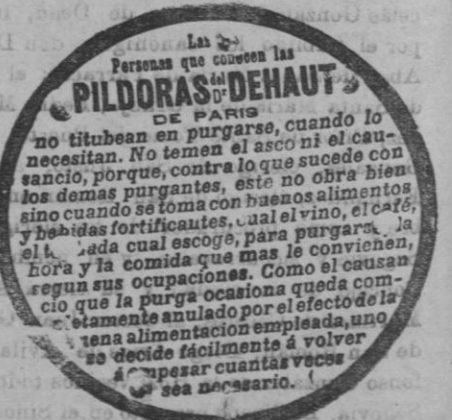 Las
Personas que conocen las
PILDORAS del Dr DEHAUT
DE PARIS
no titubean en purgarse, cuando lo
necesitan. No temen el asco ni el cau-
sancio, porque, contra lo que sucede con
los demas purgantes, este no obra bien
sino cuando se toma con buenos alimentos
y bebidas fortificantes, cual el vino, el café,
el Cada cual escoge, para purgarse, la
hora y la comida que mas le convienen,
segun sus ocupaciones. Como el causan
cio que la purga ocasiona queda com-
pletamente anulado por el efecto de la
buena alimentacion empleada, uno
se decide fácilmente á volver
á empezar cuantas veces
sea necesario.